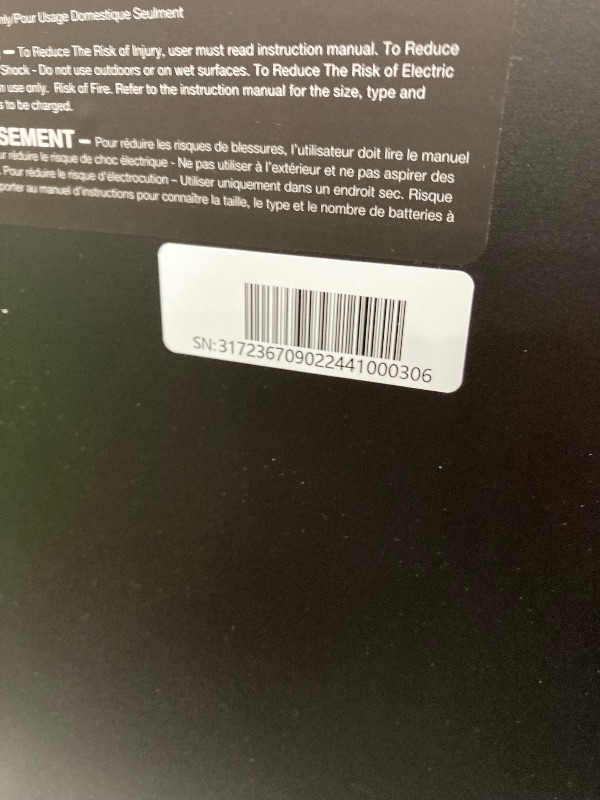 Pour Usage Domestique Seulment
— To Reduce The Risk of Injury, user must read instruction manual. To Reduce
Shock - Do not use outdoors or on wet surfaces. To Reduce The Risk of Electric
use only. Risk of Fire. Refer to the instruction manual for the size, type and
to be charged.
— Pour réduire les risques de blessures, l'utilisateur doit lire le manuel
réduire le risque de choc électrique - Ne pas utiliser à l'extérieur et ne pas aspirer des
Pour réduire le risque d'électrocution – Utiliser uniquement dans un endroit sec. Risque
au manuel d'instructions pour connaître la taille, le type et le nombre de batteries à
SN:317236709022441000306